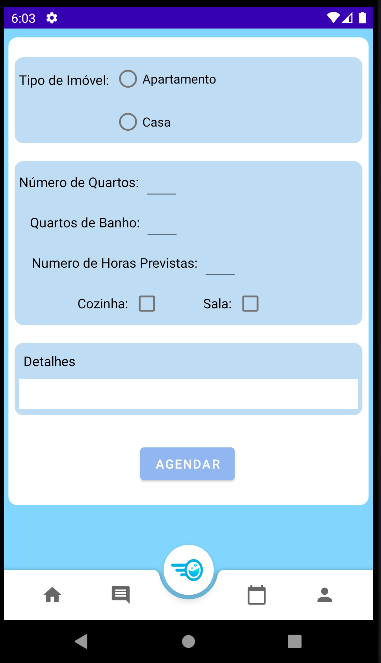 6:03
Tipo de Imóvel: Apartamento
Casa
Número de Quartos:
Quartos de Banho:
Numero de Horas Previstas:
Cozinha: Sala:
Detalhes
AGENDAR